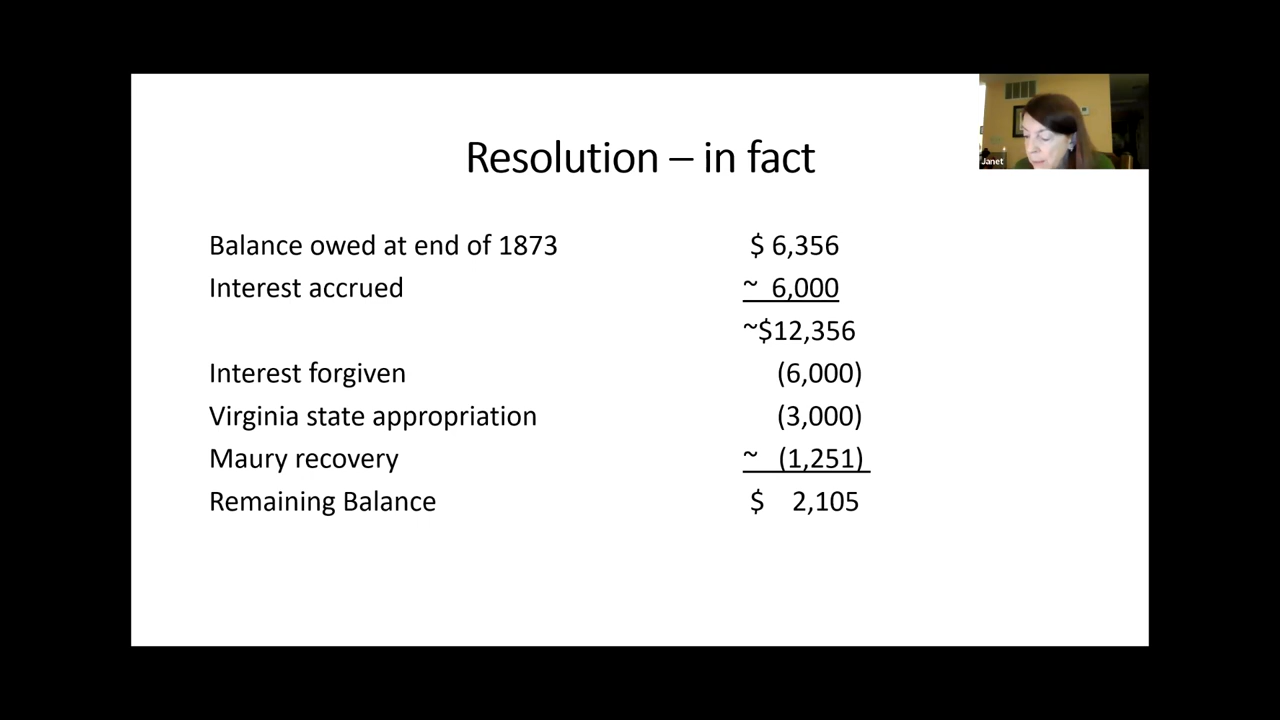 Janet
Resolution – in fact
Balance owed at end of 1873 $ 6,356
Interest accrued ~ 6,000
~$12,356
Interest forgiven (6,000)
Virginia state appropriation (3,000)
Maury recovery ~ (1,251)
Remaining Balance $ 2,105